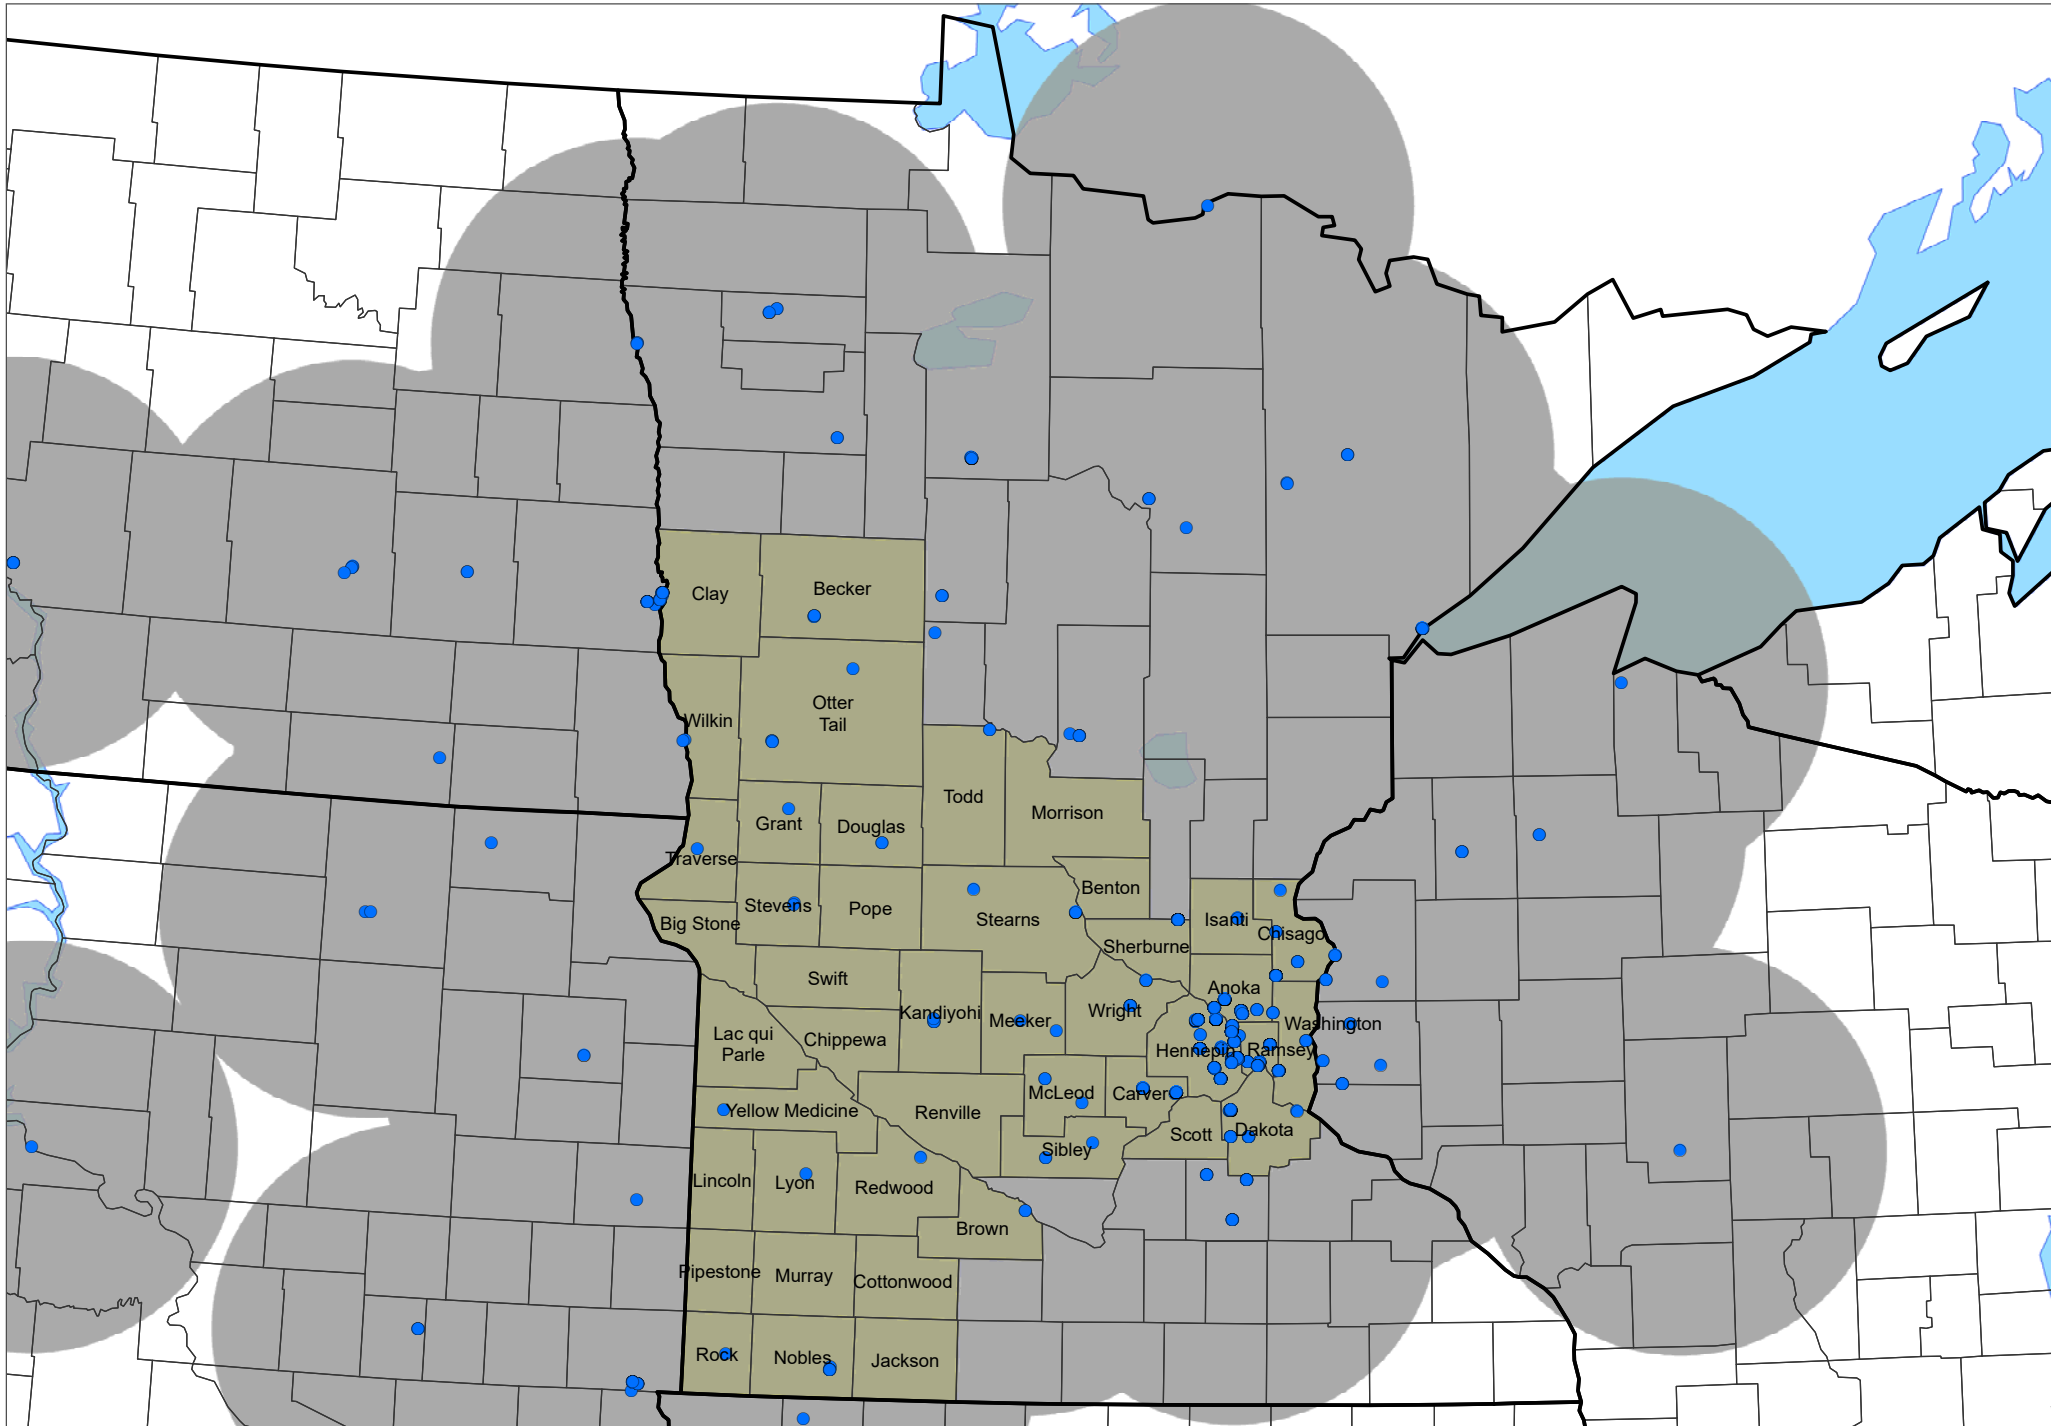 Clay
Becker
Otter
Tail
Wilkin
Todd
Morrison
Grant
Douglas
Traverse
Benton
Stevens
Pope
Big Stone
Stearns
Isanti
Chisago
Sherburne
Swift
Anoka
Kandiyohi
Meeker
Wright
Washington
Lac qui
Parle
Chippewa
Hennepin
Ramsey
McLeod
Carver
Yellow Medicine
Renville
Scott
Dakota
Sibley
Lincoln
Lyon
Redwood
Brown
Pipestone
Murray
Cottonwood
Rock
Nobles
Jackson